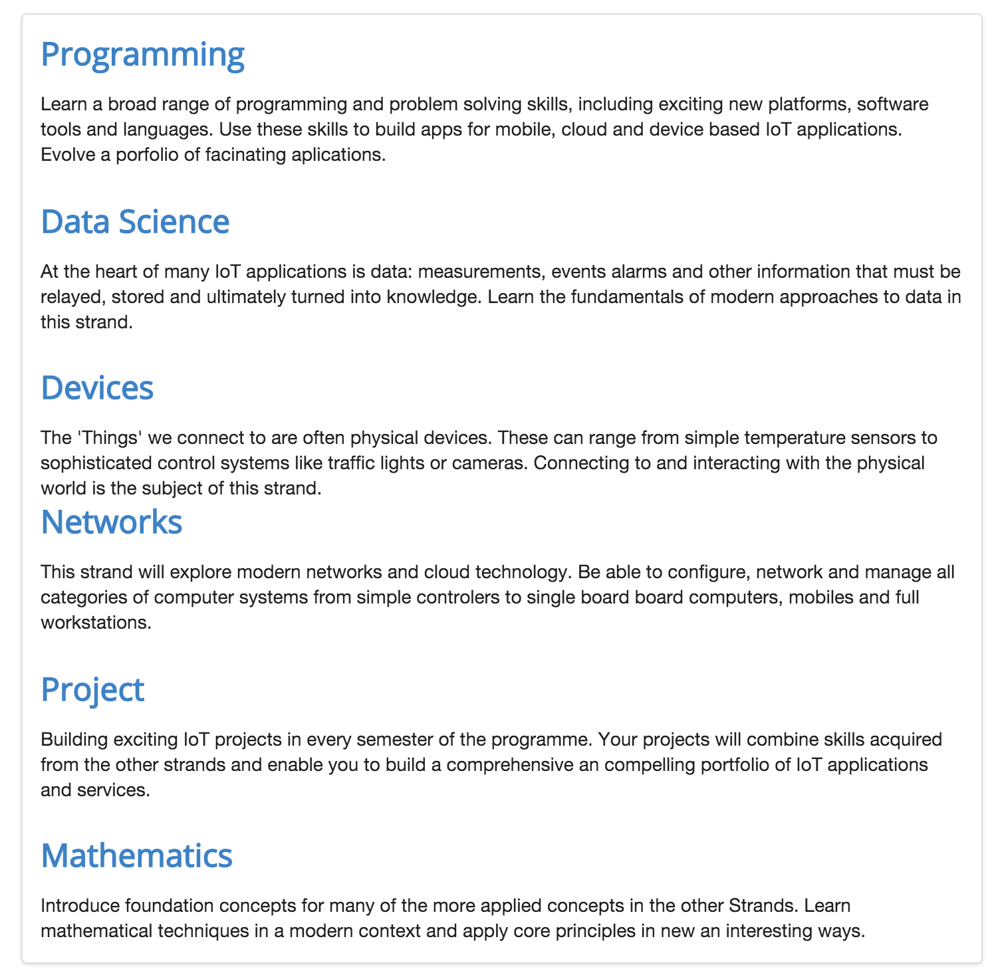 Programming
Learn a broad range of programming and problem solving skills, including exciting new platforms, software
tools and languages. Use these skills to build apps for mobile, cloud and device based IoT applications.
Evolve a porfolio of facinating aplications.
Data Science
At the heart of many IoT applications is data: measurements, events alarms and other information that must be
relayed, stored and ultimately turned into knowledge. Learn the fundamentals of modern approaches to data in
this strand.
Devices
The 'Things' we connect to are often physical devices. These can range from simple temperature sensors to
sophisticated control systems like traffic lights or cameras. Connecting to and interacting with the physical
world is the subject of this strand.
Networks
This strand will explore modern networks and cloud technology. Be able to configure, network and manage all
categories of computer systems from simple controlers to single board board computers, mobiles and full
workstations.
Project
Building exciting IoT projects in every semester of the programme. Your projects will combine skills acquired
from the other strands and enable you to build a comprehensive an compelling portfolio of IoT applications
and services.
Mathematics
Introduce foundation concepts for many of the more applied concepts in the other Strands. Learn
mathematical techniques in a modern context and apply core principles in new an interesting ways.